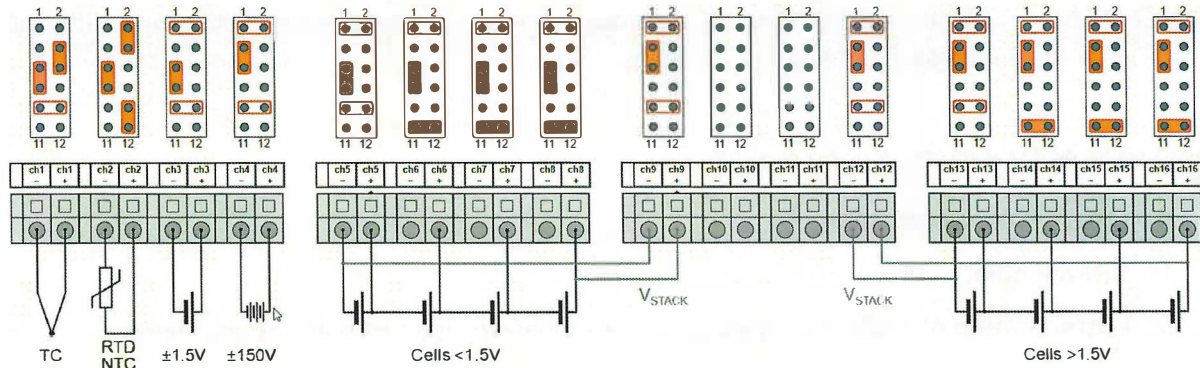 1 2 1 2 1 2 1 2 1 2 1 2 1 2 1 2 1 2 1 2 1 2 1 2 1 2 1 2 1 2 1 2
11 12 11 12 11 12 11 12 11 12 11 12 11 12 11 12 11 12 11 12 11 12 11 12 11 12 11 12 11 12 11 12
ch1 ch1 ch2 ch2 ch3 ch3 ch4 ch4 ch5 ch5 ch6 ch6 ch7 ch7 ch8 ch8 ch9 ch9 ch10 ch10 ch11 ch11 ch12 ch12 ch13 ch13 ch14 ch14 ch15 ch15 ch16 ch16
− + − + − + − + − + − + − + − + − + − + − + − + − + − + − + − +
VSTACK VSTACK
TC RTD ±1.5V ±150V Cells <1.5V Cells >1.5V
NTC